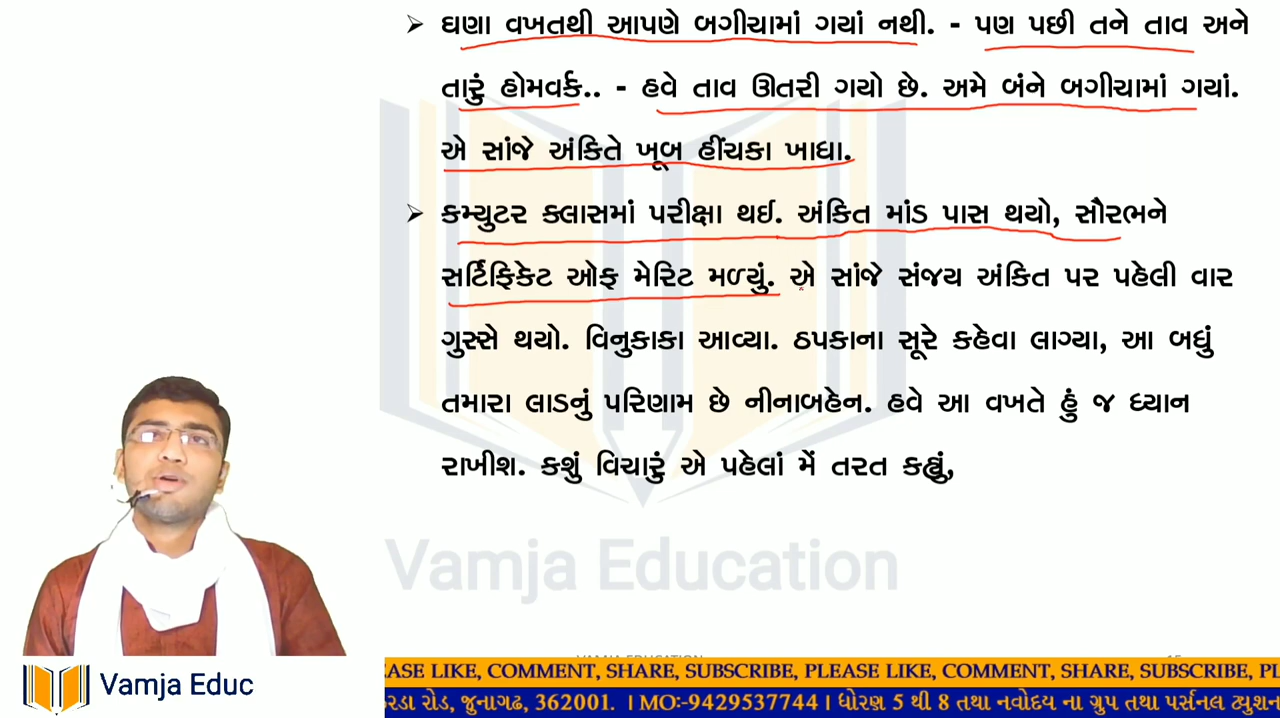 ➢ ઘણા વખતથી આપણે બગીચામાં ગયાં નથી. - પણ પછી તને તાવ અને
તારું હોમવર્ક.. - હવે તાવ ઊતરી ગયો છે. અમે બંને બગીચામાં ગયાં.
એ સાંજે અંકિતે ખૂબ હીંચકા ખાધા.
➢ કમ્યુટર ક્લાસમાં પરીક્ષા થઈ. અંકિત માંડ પાસ થયો, સૌરભને
સર્ટિફિકેટ ઓફ મેરિટ મળ્યું. એ સાંજે સંજય અંકિત પર પહેલી વાર
ગુસ્સે થયો. વિનુકાકા આવ્યા. ઠપકાના સૂરે કહેવા લાગ્યા, આ બધું
તમારા લાડનું પરિણામ છે નીનાબહેન. હવે આ વખતે હું જ ધ્યાન
રાખીશ. કશું વિચારું એ પહેલાં મેં તરત કહ્યું,
Vamja Education
Vamja Educ
EASE LIKE, COMMENT, SHARE, SUBSCRIBE, PLEASE LIKE, COMMENT, SHARE, SUBSCRIBE, PL
રોડ, જુનાગઢ, 362001. । MO:-9429537744 । ધોરણ 5 થી 8 તથા નવોદય ના ગ્રુપ તથા પર્સનલ ટ્યુશન